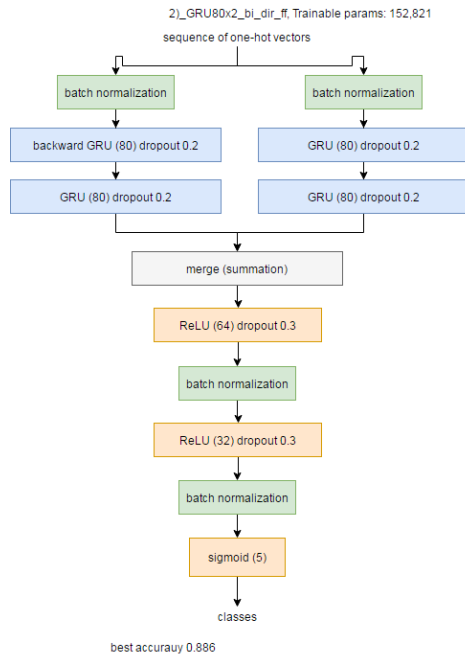 2)_GRU80x2_bi_dir_ff, Trainable params: 152,821
sequence of one-hot vectors
batch normalization
batch normalization
backward GRU (80) dropout 0.2
GRU (80) dropout 0.2
GRU (80) dropout 0.2
GRU (80) dropout 0.2
merge (summation)
ReLU (64) dropout 0.3
batch normalization
ReLU (32) dropout 0.3
batch normalization
sigmoid (5)
classes
best accurauy 0.886